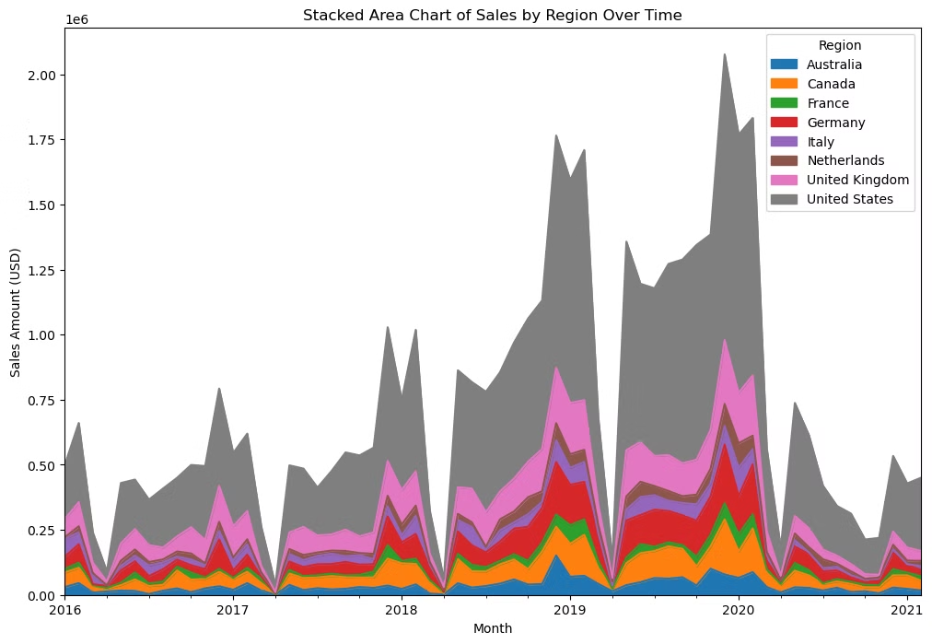 Stacked Area Chart of Sales by Region Over Time
1e6
Sales Amount (USD)
2.00
1.75
1.50
1.25
1.00
0.75
0.50
0.25
0.00
Region
Australia
Canada
France
Germany
Italy
Netherlands
United Kingdom
United States
2016 2017 2018 2019 2020 2021
Month